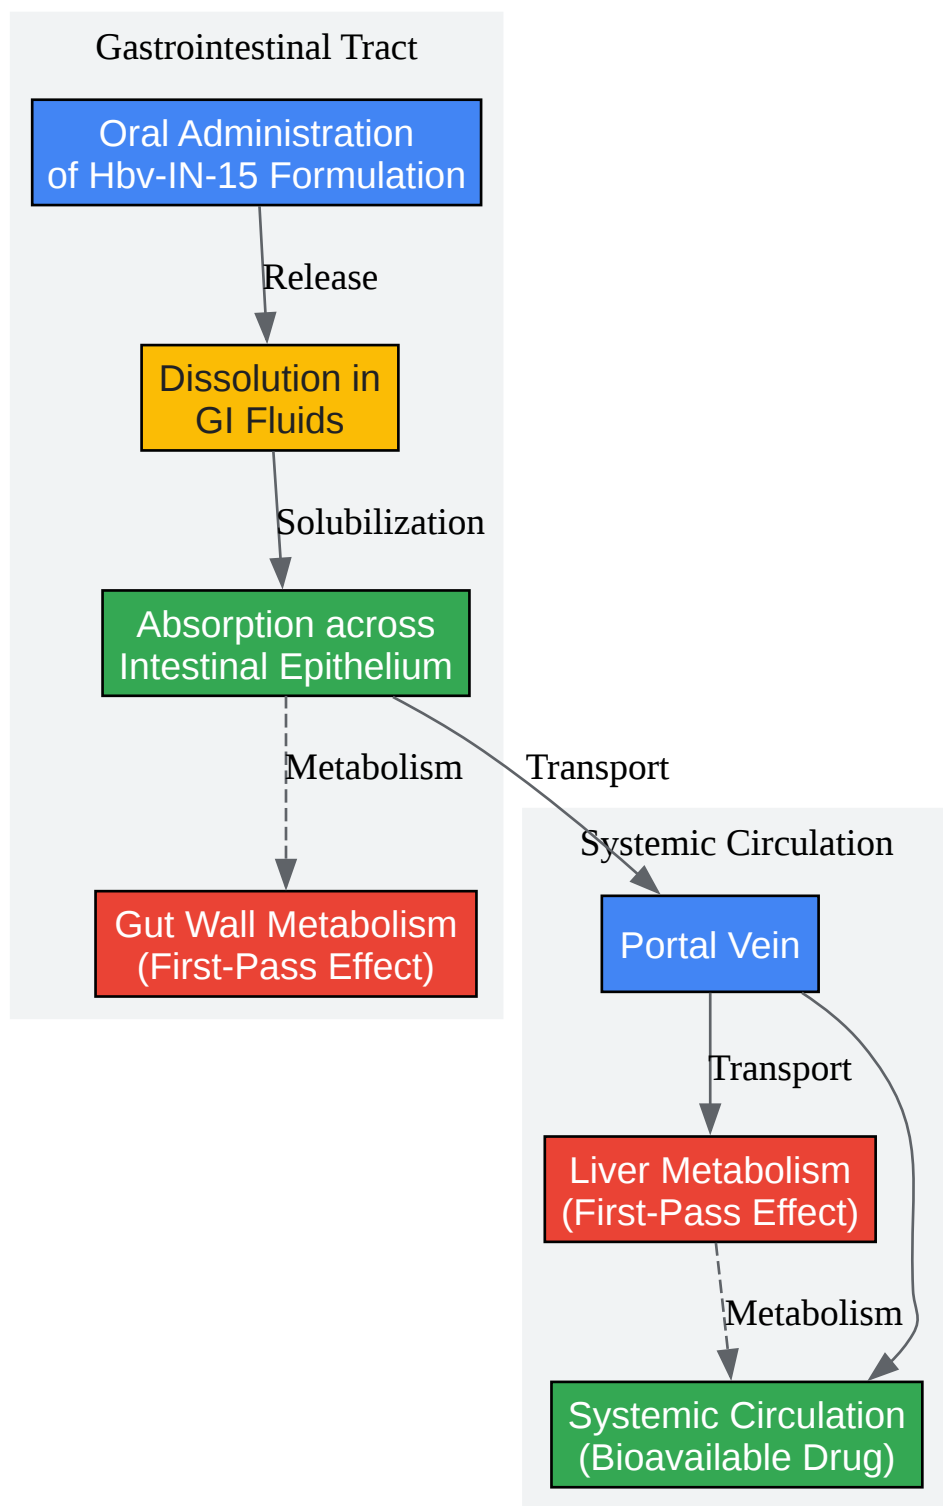 Gastrointestinal Tract
Oral Administration
of Hbv-IN-15 Formulation
Release
Dissolution in
GI Fluids
Solubilization
Absorption across
Intestinal Epithelium
Metabolism
Transport
Gut Wall Metabolism
(First-Pass Effect)
Systemic Circulation
Portal Vein
Transport
Liver Metabolism
(First-Pass Effect)
Metabolism
Systemic Circulation
(Bioavailable Drug)